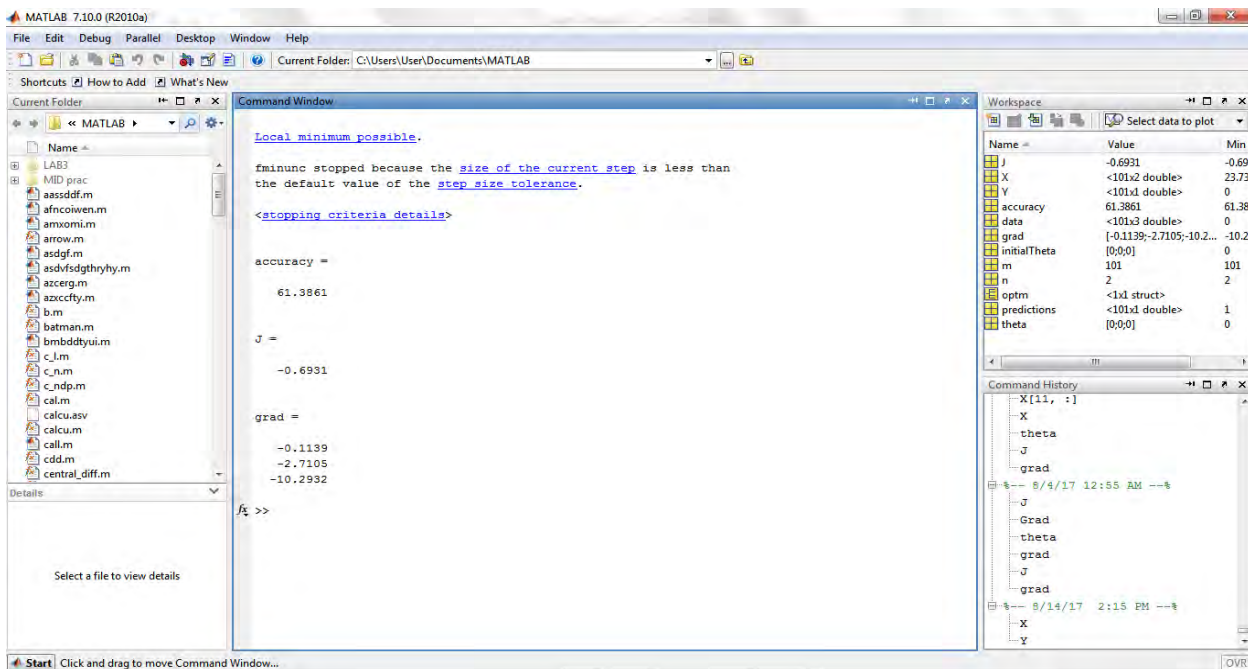 MATLAB 7.10.0 (R2010a)
File Edit Debug Parallel Desktop Window Help
Current Folder: C:\Users\User\Documents\MATLAB
Shortcuts How to Add What's New
Current Folder
« MATLAB
Name
LAB3
MID prac
aassddf.m
afncoiwen.m
amxomi.m
arrow.m
asdgf.m
asdvfsdgthryhy.m
azcerg.m
azxccfty.m
b.m
batman.m
bmbddtyui.m
c_l.m
c_n.m
c_ndp.m
cal.m
calcu.asv
calcu.m
call.m
cdd.m
central_diff.m
Details
Select a file to view details
Command Window
Local minimum possible.
fminunc stopped because the size of the current step is less than
the default value of the step size tolerance.
<stopping criteria details>
accuracy =
61.3861
J =
-0.6931
grad =
-0.1139
-2.7105
-10.2932
fx >>
Workspace
Select data to plot
Name Value Min
J -0.6931 -0.69
X <101x2 double> 23.73
Y <101x1 double> 0
accuracy 61.3861 61.38
data <101x3 double> 0
grad [-0.1139;-2.7105;-10.2... -10.2
initialTheta [0;0;0] 0
m 101 101
n 2 2
optm <1x1 struct>
predictions <101x1 double> 1
theta [0;0;0] 0
Command History
X[11, :]
X
theta
J
grad
%-- 8/4/17 12:55 AM --%
J
Grad
theta
grad
J
grad
%-- 8/14/17 2:15 PM --%
X
Y
Start Click and drag to move Command Window...
OVR